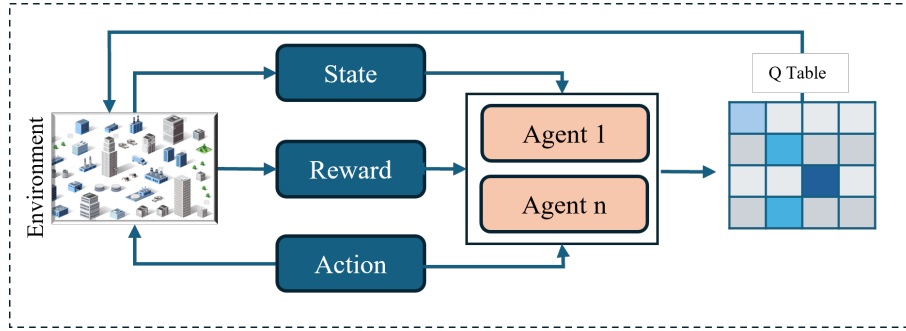 State
Q Table
Environment
Agent 1
Reward
Agent n
Action